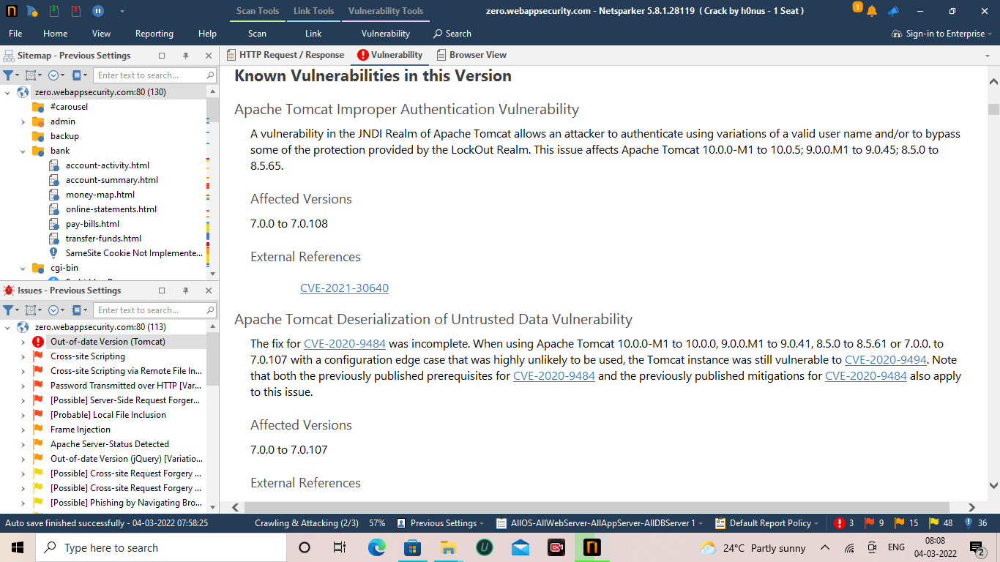 Scan Tools Link Tools Vulnerability Tools zero.webappsecurity.com - Netsparker 5.8.1.28119 ( Crack by h0nus - 1 Seat ) 1
File Home View Reporting Help Scan Link Vulnerability Search Sign-in to Enterprise
Sitemap - Previous Settings
Enter text to search...
zero.webappsecurity.com:80 (130)
#carousel
admin
backup
bank
account-activity.html
account-summary.html
money-map.html
online-statements.html
pay-bills.html
transfer-funds.html
SameSite Cookie Not Implemente...
cgi-bin
Issues - Previous Settings
Enter text to search...
zero.webappsecurity.com:80 (113)
Out-of-date Version (Tomcat)
Cross-site Scripting
Cross-site Scripting via Remote File In...
Password Transmitted over HTTP [Var...
[Possible] Server-Side Request Forger...
[Probable] Local File Inclusion
Frame Injection
Apache Server-Status Detected
Out-of-date Version (jQuery) [Variatio...
[Possible] Cross-site Request Forgery ...
[Possible] Cross-site Request Forgery ...
[Possible] Phishing by Navigating Bro...
HTTP Request / Response Vulnerability Browser View
Known Vulnerabilities in this Version
Apache Tomcat Improper Authentication Vulnerability
A vulnerability in the JNDI Realm of Apache Tomcat allows an attacker to authenticate using variations of a valid user name and/or to bypass
some of the protection provided by the LockOut Realm. This issue affects Apache Tomcat 10.0.0-M1 to 10.0.5; 9.0.0.M1 to 9.0.45; 8.5.0 to
8.5.65.
Affected Versions
7.0.0 to 7.0.108
External References
CVE-2021-30640
Apache Tomcat Deserialization of Untrusted Data Vulnerability
The fix for CVE-2020-9484 was incomplete. When using Apache Tomcat 10.0.0-M1 to 10.0.0, 9.0.0.M1 to 9.0.41, 8.5.0 to 8.5.61 or 7.0.0. to
7.0.107 with a configuration edge case that was highly unlikely to be used, the Tomcat instance was still vulnerable to CVE-2020-9494. Note
that both the previously published prerequisites for CVE-2020-9484 and the previously published mitigations for CVE-2020-9484 also apply
to this issue.
Affected Versions
7.0.0 to 7.0.107
External References
Auto save finished successfully - 04-03-2022 07:58:25 Crawling & Attacking (2/3) 57% Previous Settings AllOS-AllWebServer-AllAppServer-AllDBServer 1 Default Report Policy 3 9 15 48 36
Type here to search 24°C Partly sunny ENG 08:08
04-03-2022 2